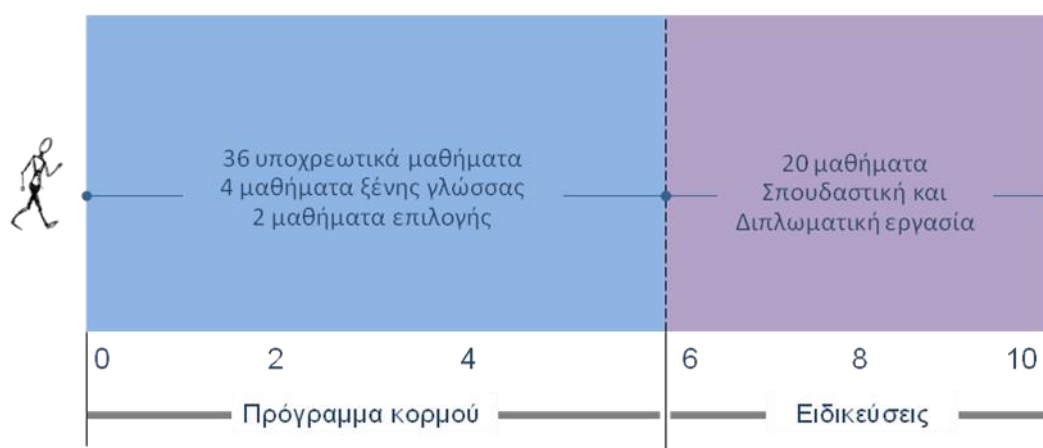 36 υποχρεωτικά μαθήματα
4 μαθήματα ξένης γλώσσας
2 μαθήματα επιλογής
20 μαθήματα
Σπουδαστική και
Διπλωματική εργασία
0 2 4 6 8 10
Πρόγραμμα κορμού
Ειδικεύσεις